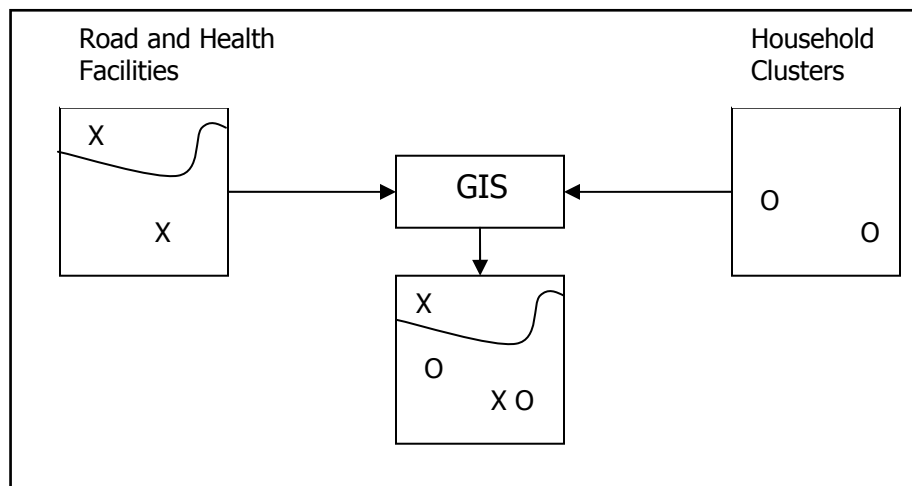 Road and Health
Facilities
Household
Clusters
X
X
GIS
O
O
X
O
X O